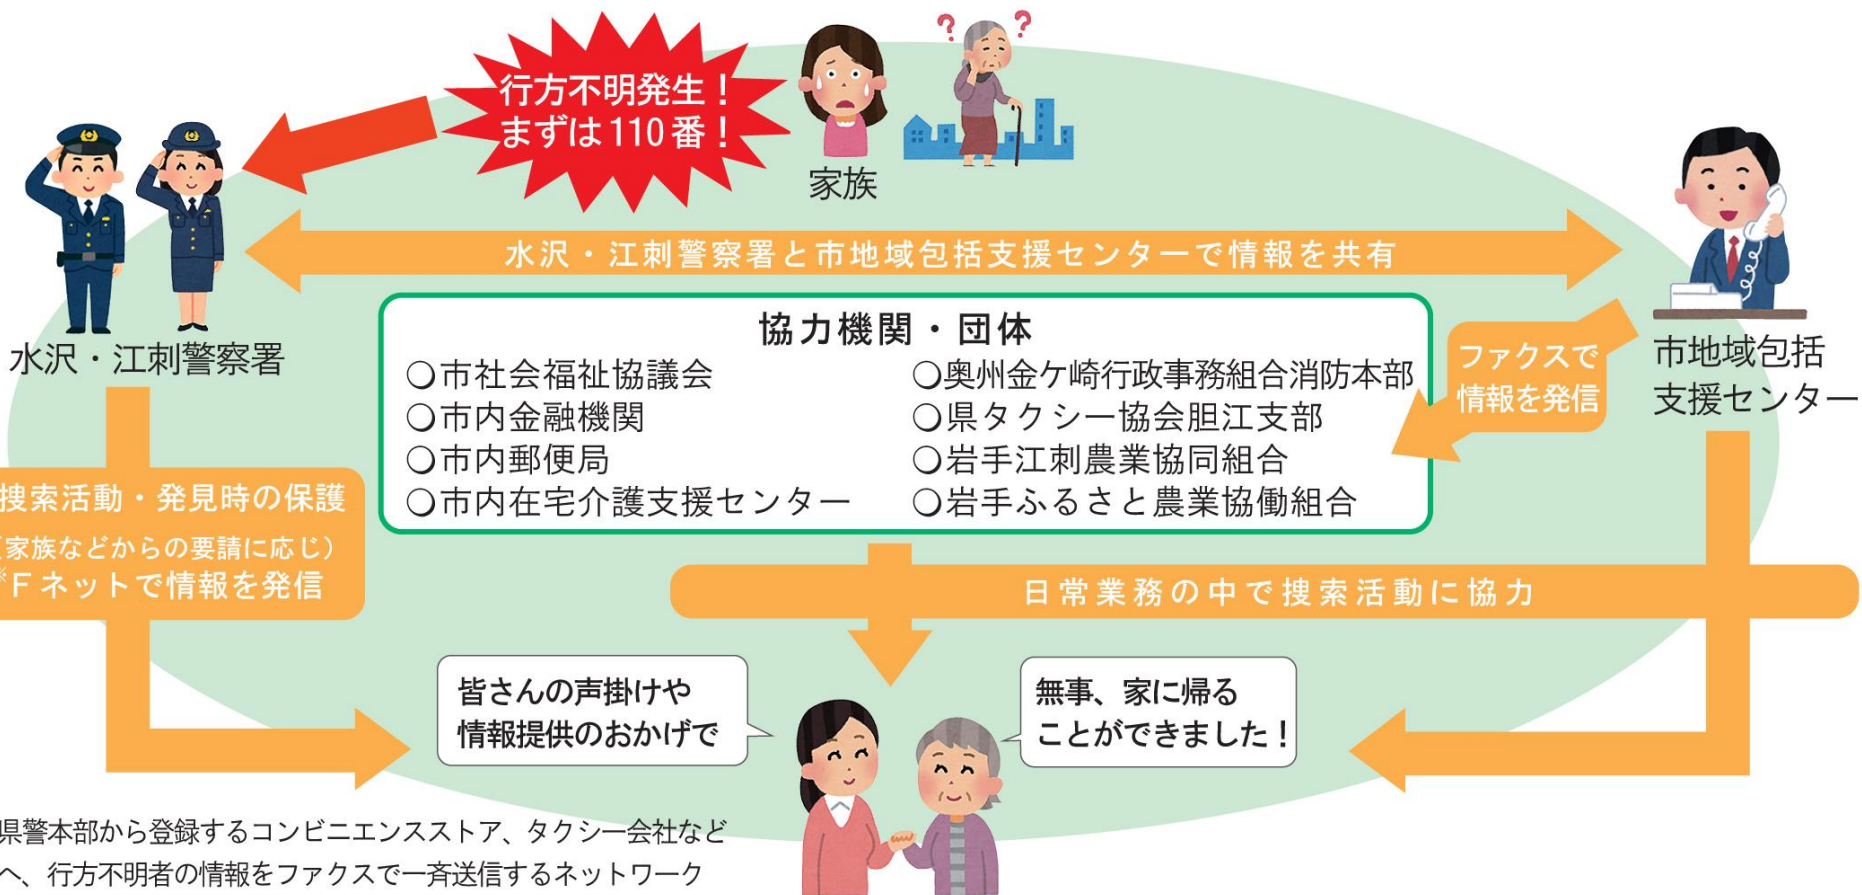 行方不明発生！
まずは110番！
？ ？
家族
水沢・江刺警察署と市地域包括支援センターで情報を共有
水沢・江刺警察署
市地域包括
支援センター
ファクスで
情報を発信
協力機関・団体
○市社会福祉協議会
○市内金融機関
○市内郵便局
○市内在宅介護支援センター
○奥州金ケ崎行政事務組合消防本部
○県タクシー協会胆江支部
○岩手江刺農業協同組合
○岩手ふるさと農業協働組合
捜索活動・発見時の保護
（家族などからの要請に応じ）
※Ｆネットで情報を発信
日常業務の中で捜索活動に協力
皆さんの声掛けや
情報提供のおかげで
無事、家に帰る
ことができました！
県警本部から登録するコンビニエンスストア、タクシー会社など
へ、行方不明者の情報をファクスで一斉送信するネットワーク